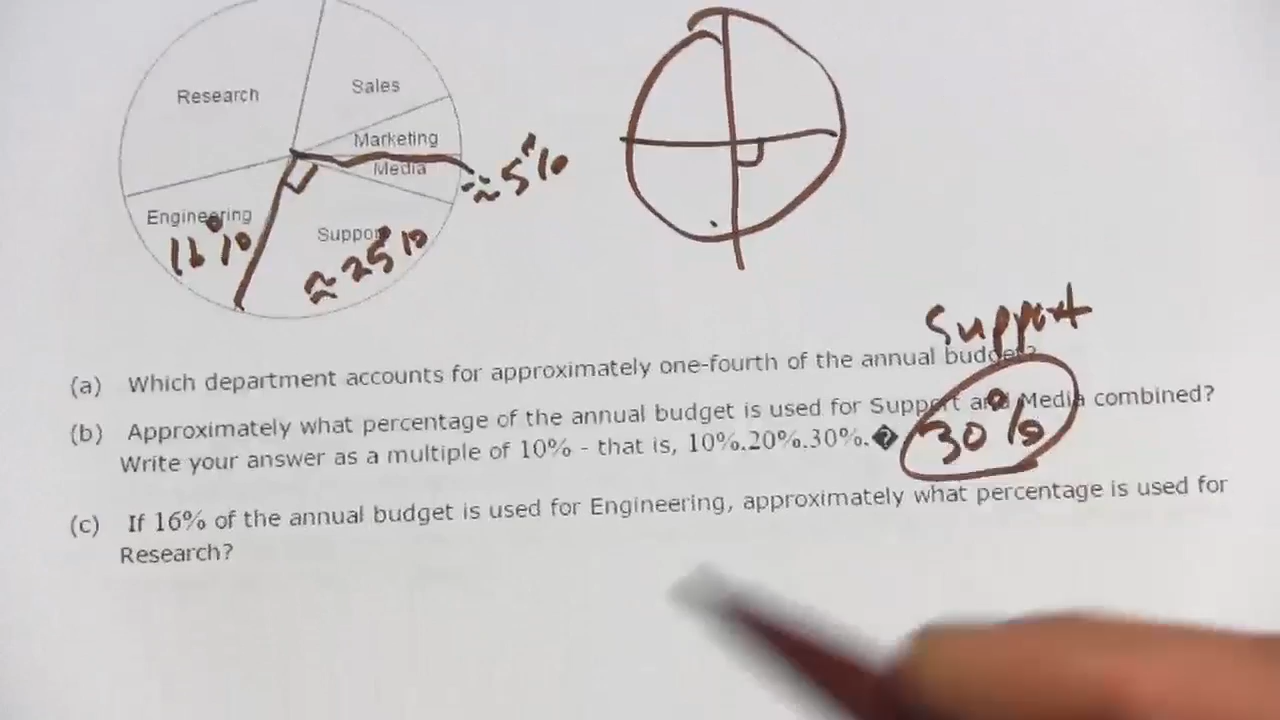 Research
Sales
Marketing
Media
≈5%
Engineering
16%
Support
≈25%
Support
(a) Which department accounts for approximately one-fourth of the annual budget?
(b) Approximately what percentage of the annual budget is used for Support and Media combined?
Write your answer as a multiple of 10% - that is, 10%.20%.30%.�
30%
(c) If 16% of the annual budget is used for Engineering, approximately what percentage is used for
Research?